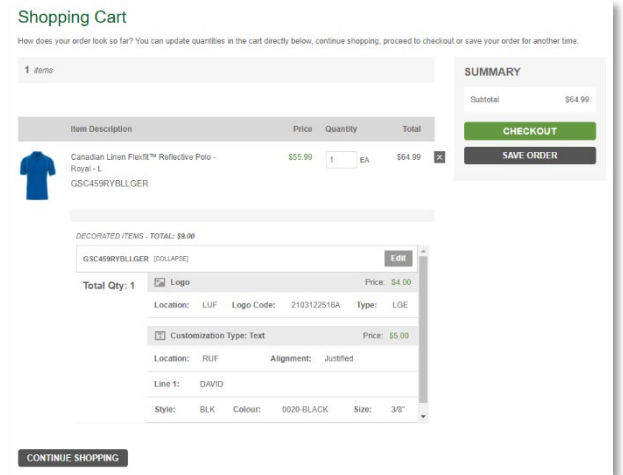 Shopping Cart
How does your order look so far? You can update quantities in the cart directly below, continue shopping, proceed to checkout or save your order for another time.
1 items
SUMMARY
Subtotal $64.99
CHECKOUT
SAVE ORDER
Item Description Price Quantity Total
Canadian Linen Flexfit™ Reflective Polo - $55.99 1 EA $64.99 X
Royal - L
GSC459RYBLLGER
DECORATED ITEMS - TOTAL: $9.00
GSC459RYBLLGER [COLLAPSE] Edit
Total Qty: 1 Logo Price: $4.00
Location: LUF Logo Code: 2103122516A Type: LGE
Customization Type: Text Price: $5.00
Location: RUF Alignment: Justified
Line 1: DAVID
Style: BLK Colour: 0020-BLACK Size: 3/8"
CONTINUE SHOPPING